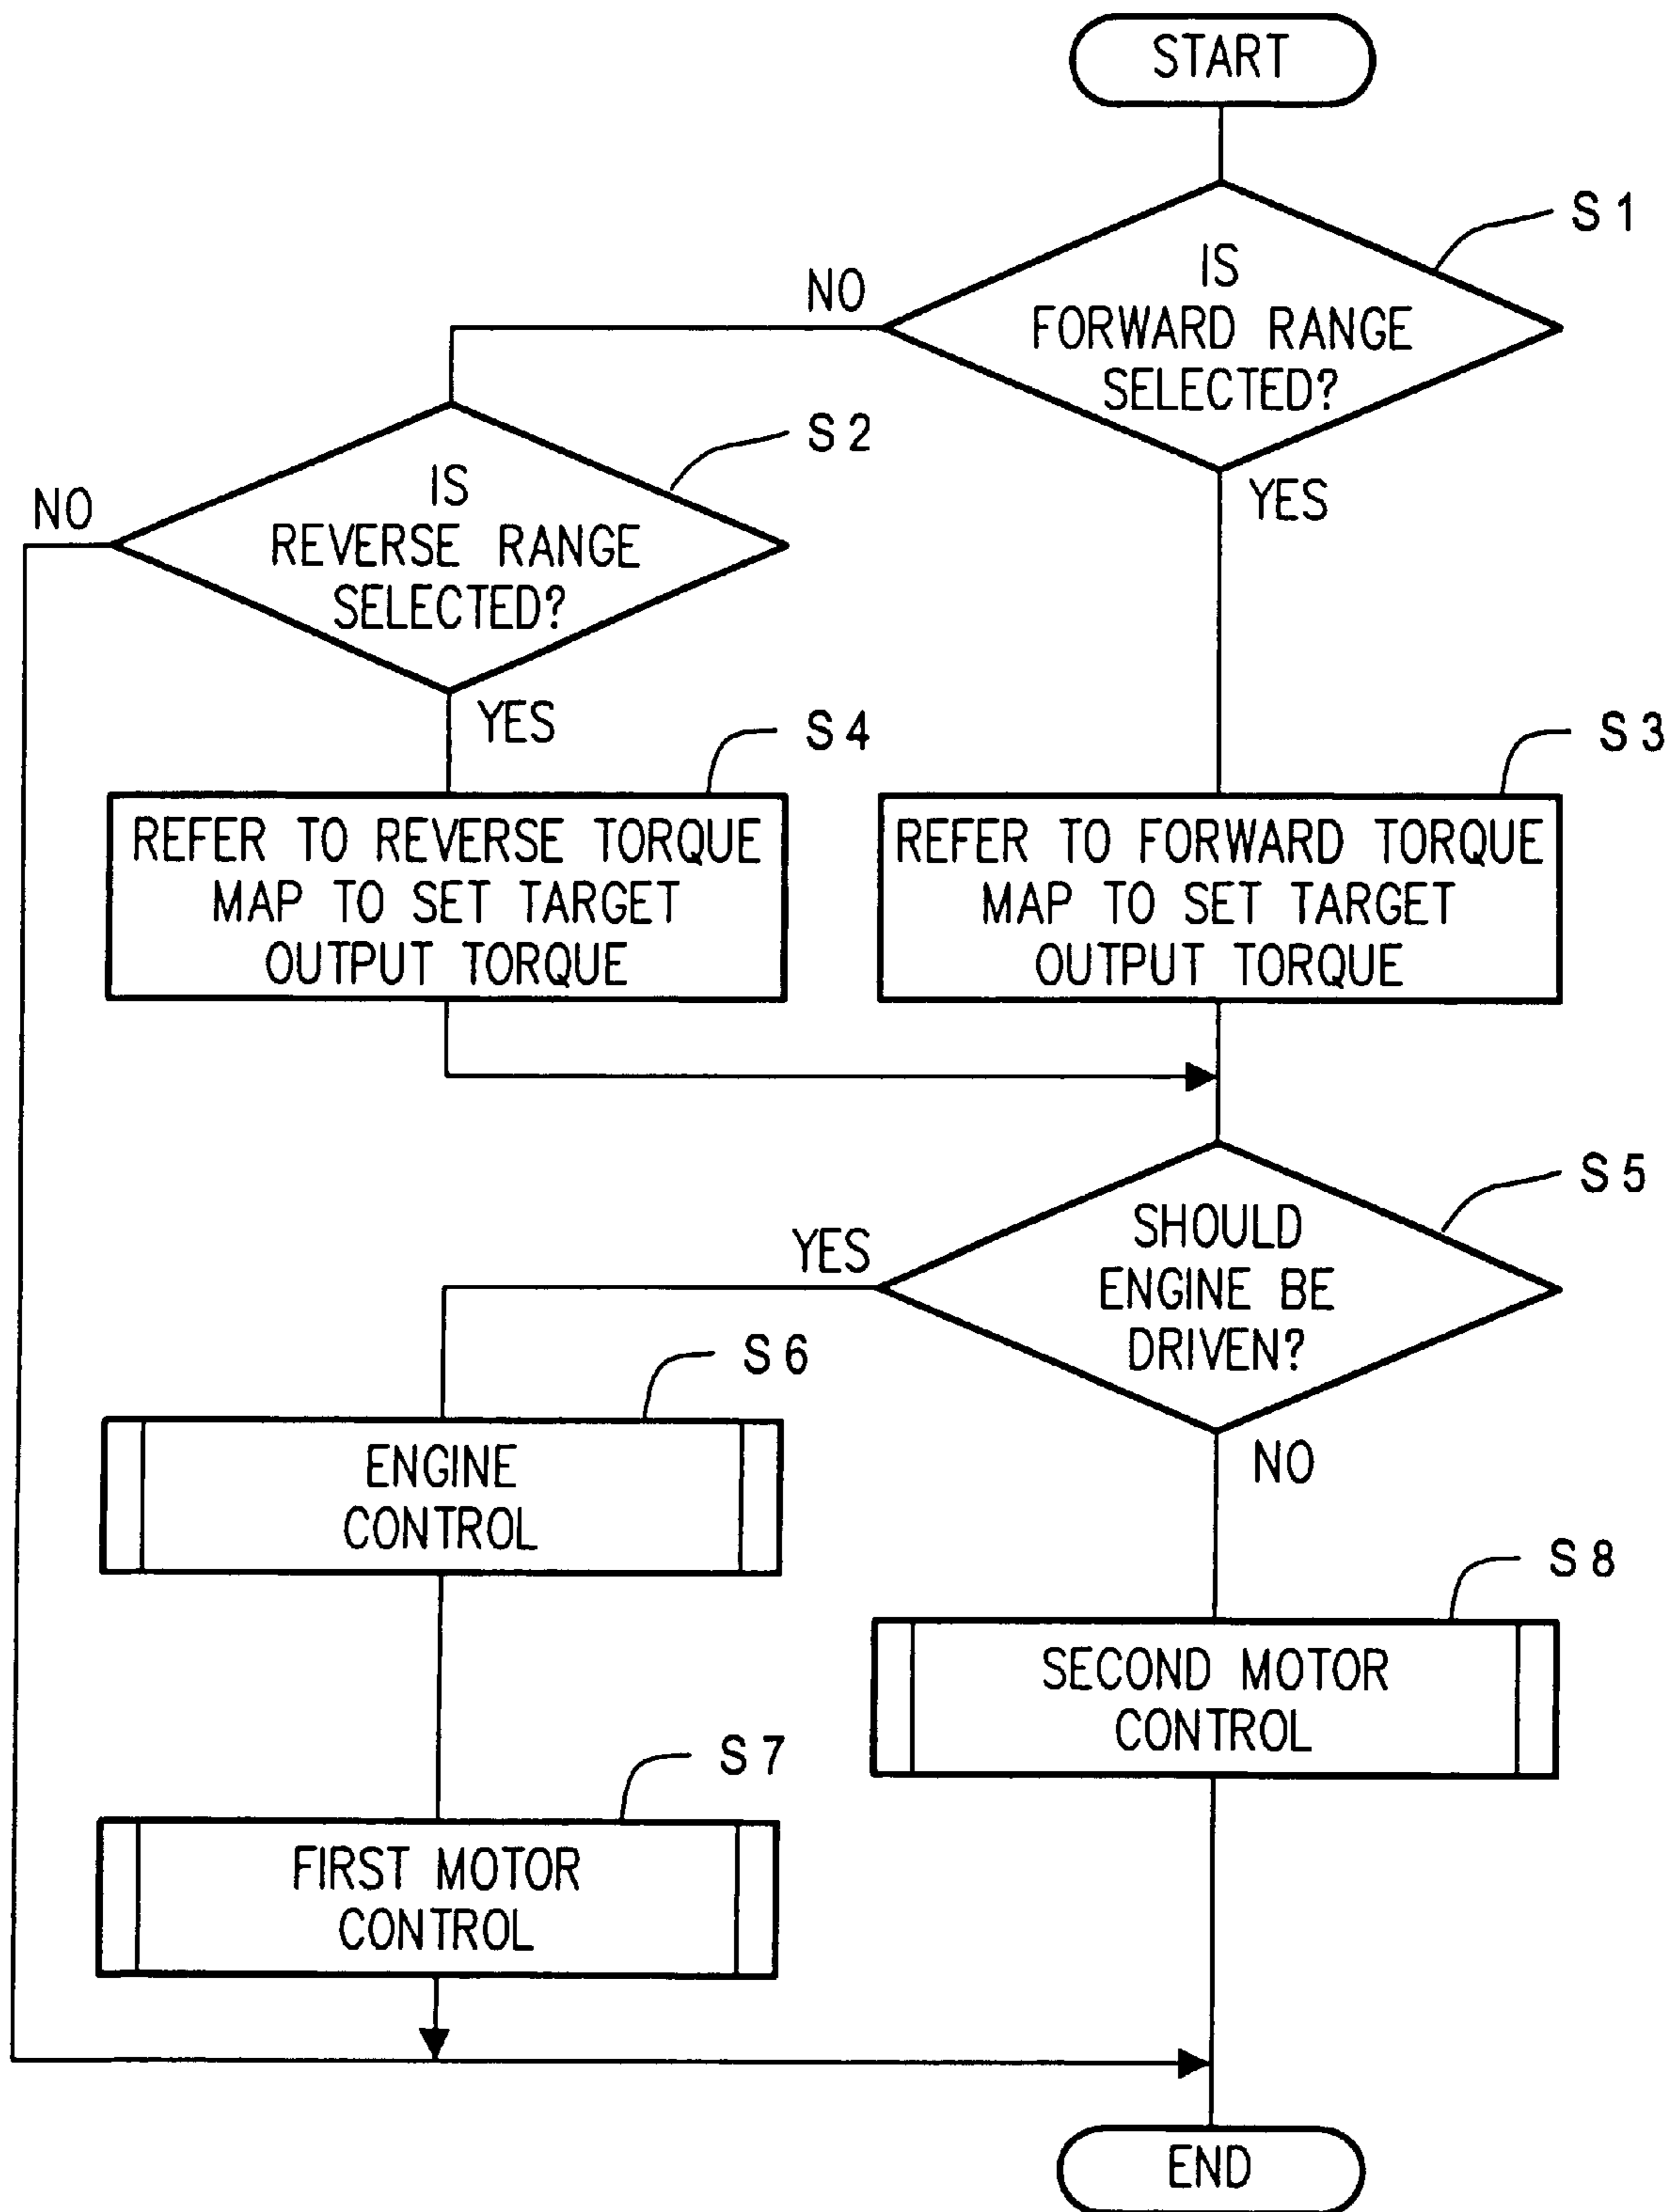 START
S1
IS
FORWARD RANGE
SELECTED?
NO
YES
S2
IS
REVERSE RANGE
SELECTED?
NO
YES
S4
REFER TO REVERSE TORQUE
MAP TO SET TARGET
OUTPUT TORQUE
S3
REFER TO FORWARD TORQUE
MAP TO SET TARGET
OUTPUT TORQUE
S5
SHOULD
ENGINE BE
DRIVEN?
YES
NO
S6
ENGINE
CONTROL
S8
SECOND MOTOR
CONTROL
S7
FIRST MOTOR
CONTROL
END